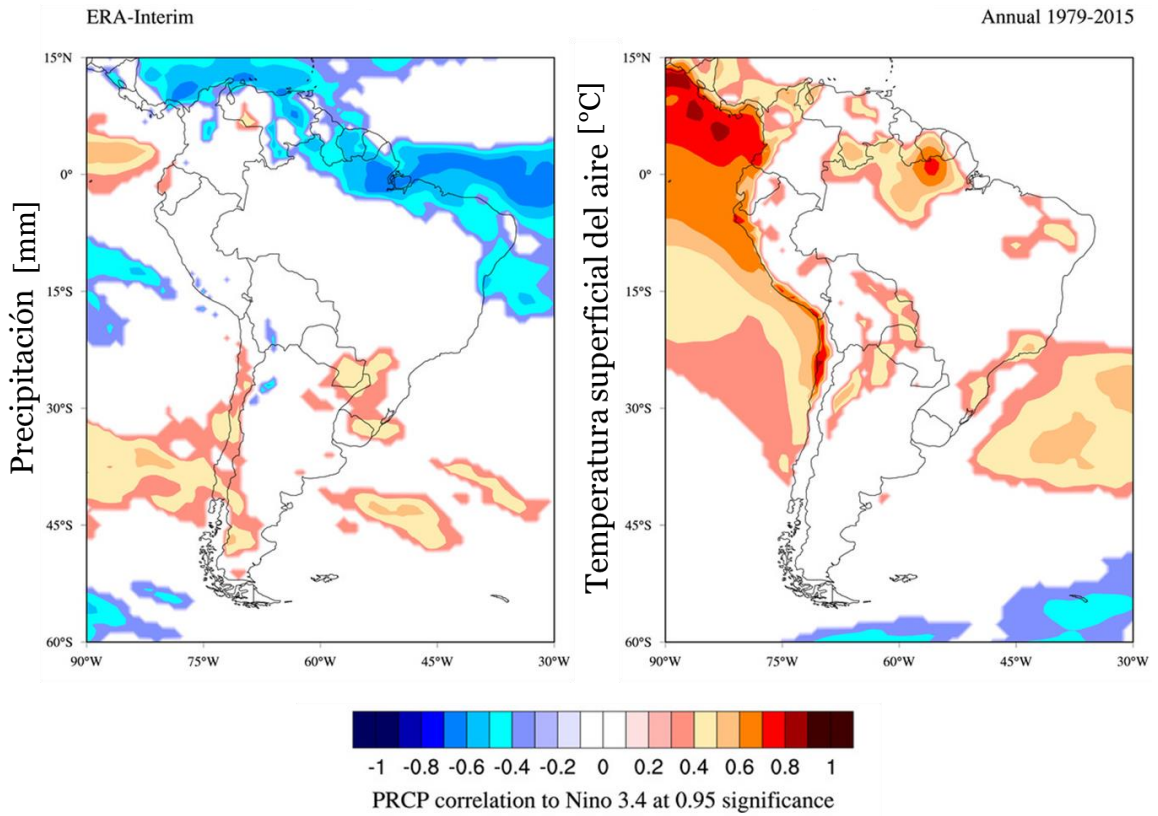 ERA-Interim
Annual 1979-2015
Precipitación [mm]
15°N
0°
15°S
30°S
45°S
60°S
90°W 75°W 60°W 45°W 30°W
Temperatura superficial del aire [°C]
15°N
0°
15°S
30°S
45°S
60°S
90°W 75°W 60°W 45°W 30°W
-1 -0.8 -0.6 -0.4 -0.2 0 0.2 0.4 0.6 0.8 1
PRCP correlation to Nino 3.4 at 0.95 significance